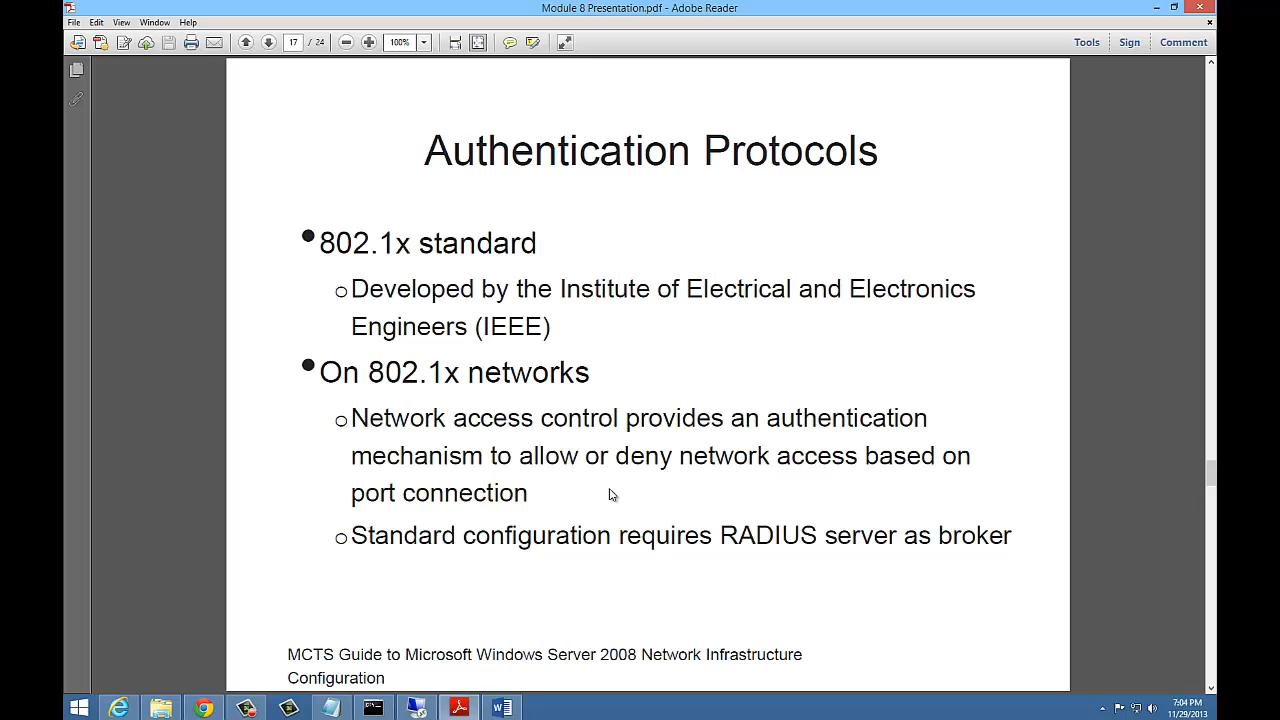 Module 8 Presentation.pdf - Adobe Reader
File Edit View Window Help
17 / 24 100% Tools Sign Comment
Authentication Protocols
•802.1x standard
oDeveloped by the Institute of Electrical and Electronics
Engineers (IEEE)
•On 802.1x networks
oNetwork access control provides an authentication
mechanism to allow or deny network access based on
port connection
oStandard configuration requires RADIUS server as broker
MCTS Guide to Microsoft Windows Server 2008 Network Infrastructure
Configuration
7:04 PM
11/29/2013